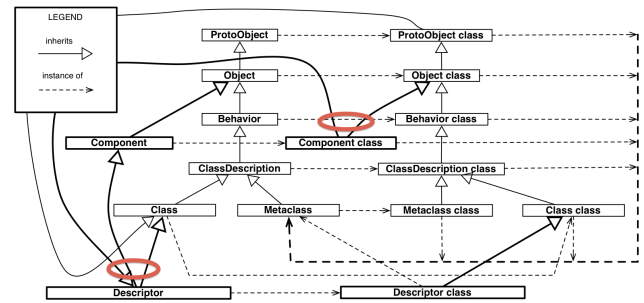 LEGEND
inherits
instance of
ProtoObject
ProtoObject class
Object
Object class
Behavior
Behavior class
Component
Component class
ClassDescription
ClassDescription class
Class
Metaclass
Metaclass class
Class class
Descriptor
Descriptor class